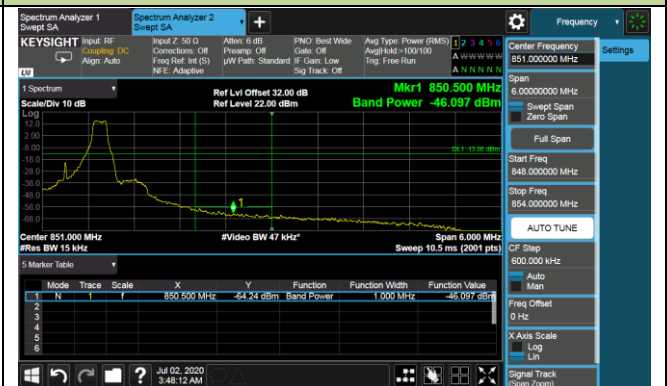 Spectrum Analyzer 1
Swept SA
Spectrum Analyzer 2
Swept SA
+
Frequency
KEYSIGHT
Input: RF
Coupling: DC
Align: Auto
Input Z: 50 Ω
Corrections: Off
Freq Ref: Int (S)
NFE: Adaptive
Atten: 6 dB
Preamp: Off
µW Path: Standard
PNO: Best Wide
Gate: Off
IF Gain: Low
Sig Track: Off
Avg Type: Power (RMS)
Avg|Hold:>100/100
Trig: Free Run
1 2 3 4 5 6
A W W W W W
A N N N N N
LXI
1 Spectrum
Scale/Div 10 dB
Ref Lvl Offset 32.00 dB
Ref Level 22.00 dBm
Mkr1 850.500 MHz
Band Power -46.097 dBm
Log
12.0
2.00
-8.00
-18.0
-28.0
-38.0
-48.0
-58.0
-68.0
DL1 -13.02 dBm
1
Center 851.000 MHz
#Res BW 15 kHz
#Video BW 47 kHz*
Span 6.000 MHz
Sweep 10.5 ms (2001 pts)
5 Marker Table
Mode Trace Scale X Y Function Function Width Function Value
1 N 1 f 850.500 MHz -64.24 dBm Band Power 1.000 MHz -46.097 dBm
2
3
4
5
6
Jul 02, 2020
3:48:12 AM
Center Frequency
851.000000 MHz
Settings
Span
6.00000000 MHz
Swept Span
Zero Span
Full Span
Start Freq
848.000000 MHz
Stop Freq
854.000000 MHz
AUTO TUNE
CF Step
600.000 kHz
Auto
Man
Freq Offset
0 Hz
X Axis Scale
Log
Lin
Signal Track
(Span Zoom)